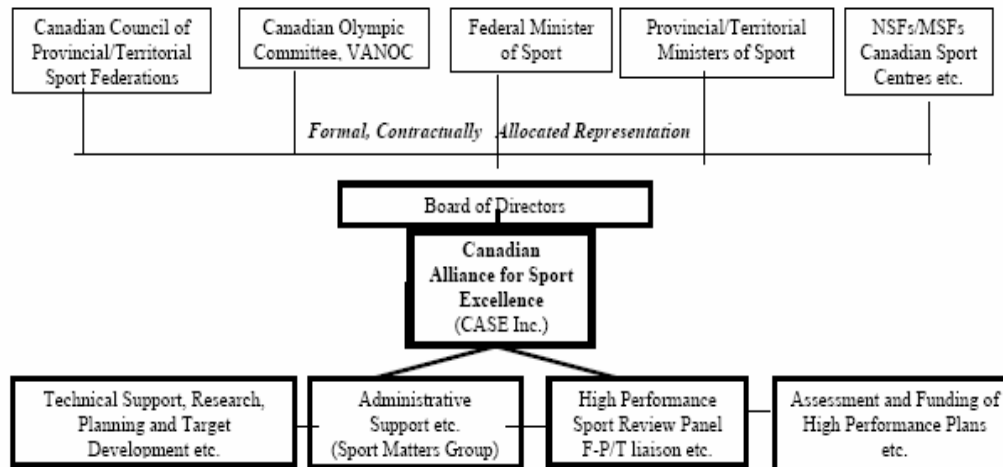 Canadian Council of
Provincial/Territorial
Sport Federations
Canadian Olympic
Committee, VANOC
Federal Minister
of Sport
Provincial/Territorial
Ministers of Sport
NSFs/MSFs
Canadian Sport
Centres etc.
Formal, Contractually Allocated Representation
Board of Directors
Canadian
Alliance for Sport
Excellence
(CASE Inc.)
Technical Support, Research,
Planning and Target
Development etc.
Administrative
Support etc.
(Sport Matters Group)
High Performance
Sport Review Panel
F-P/T liaison etc.
Assessment and Funding of
High Performance Plans
etc.